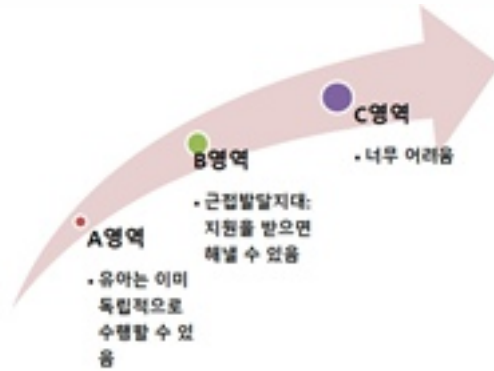 A영역
• 유아는 이미
독립적으로
수행할 수 있
음
B영역
• 근접발달지대:
지원을 받으면
해낼 수 있음
C영역
• 너무 어려움